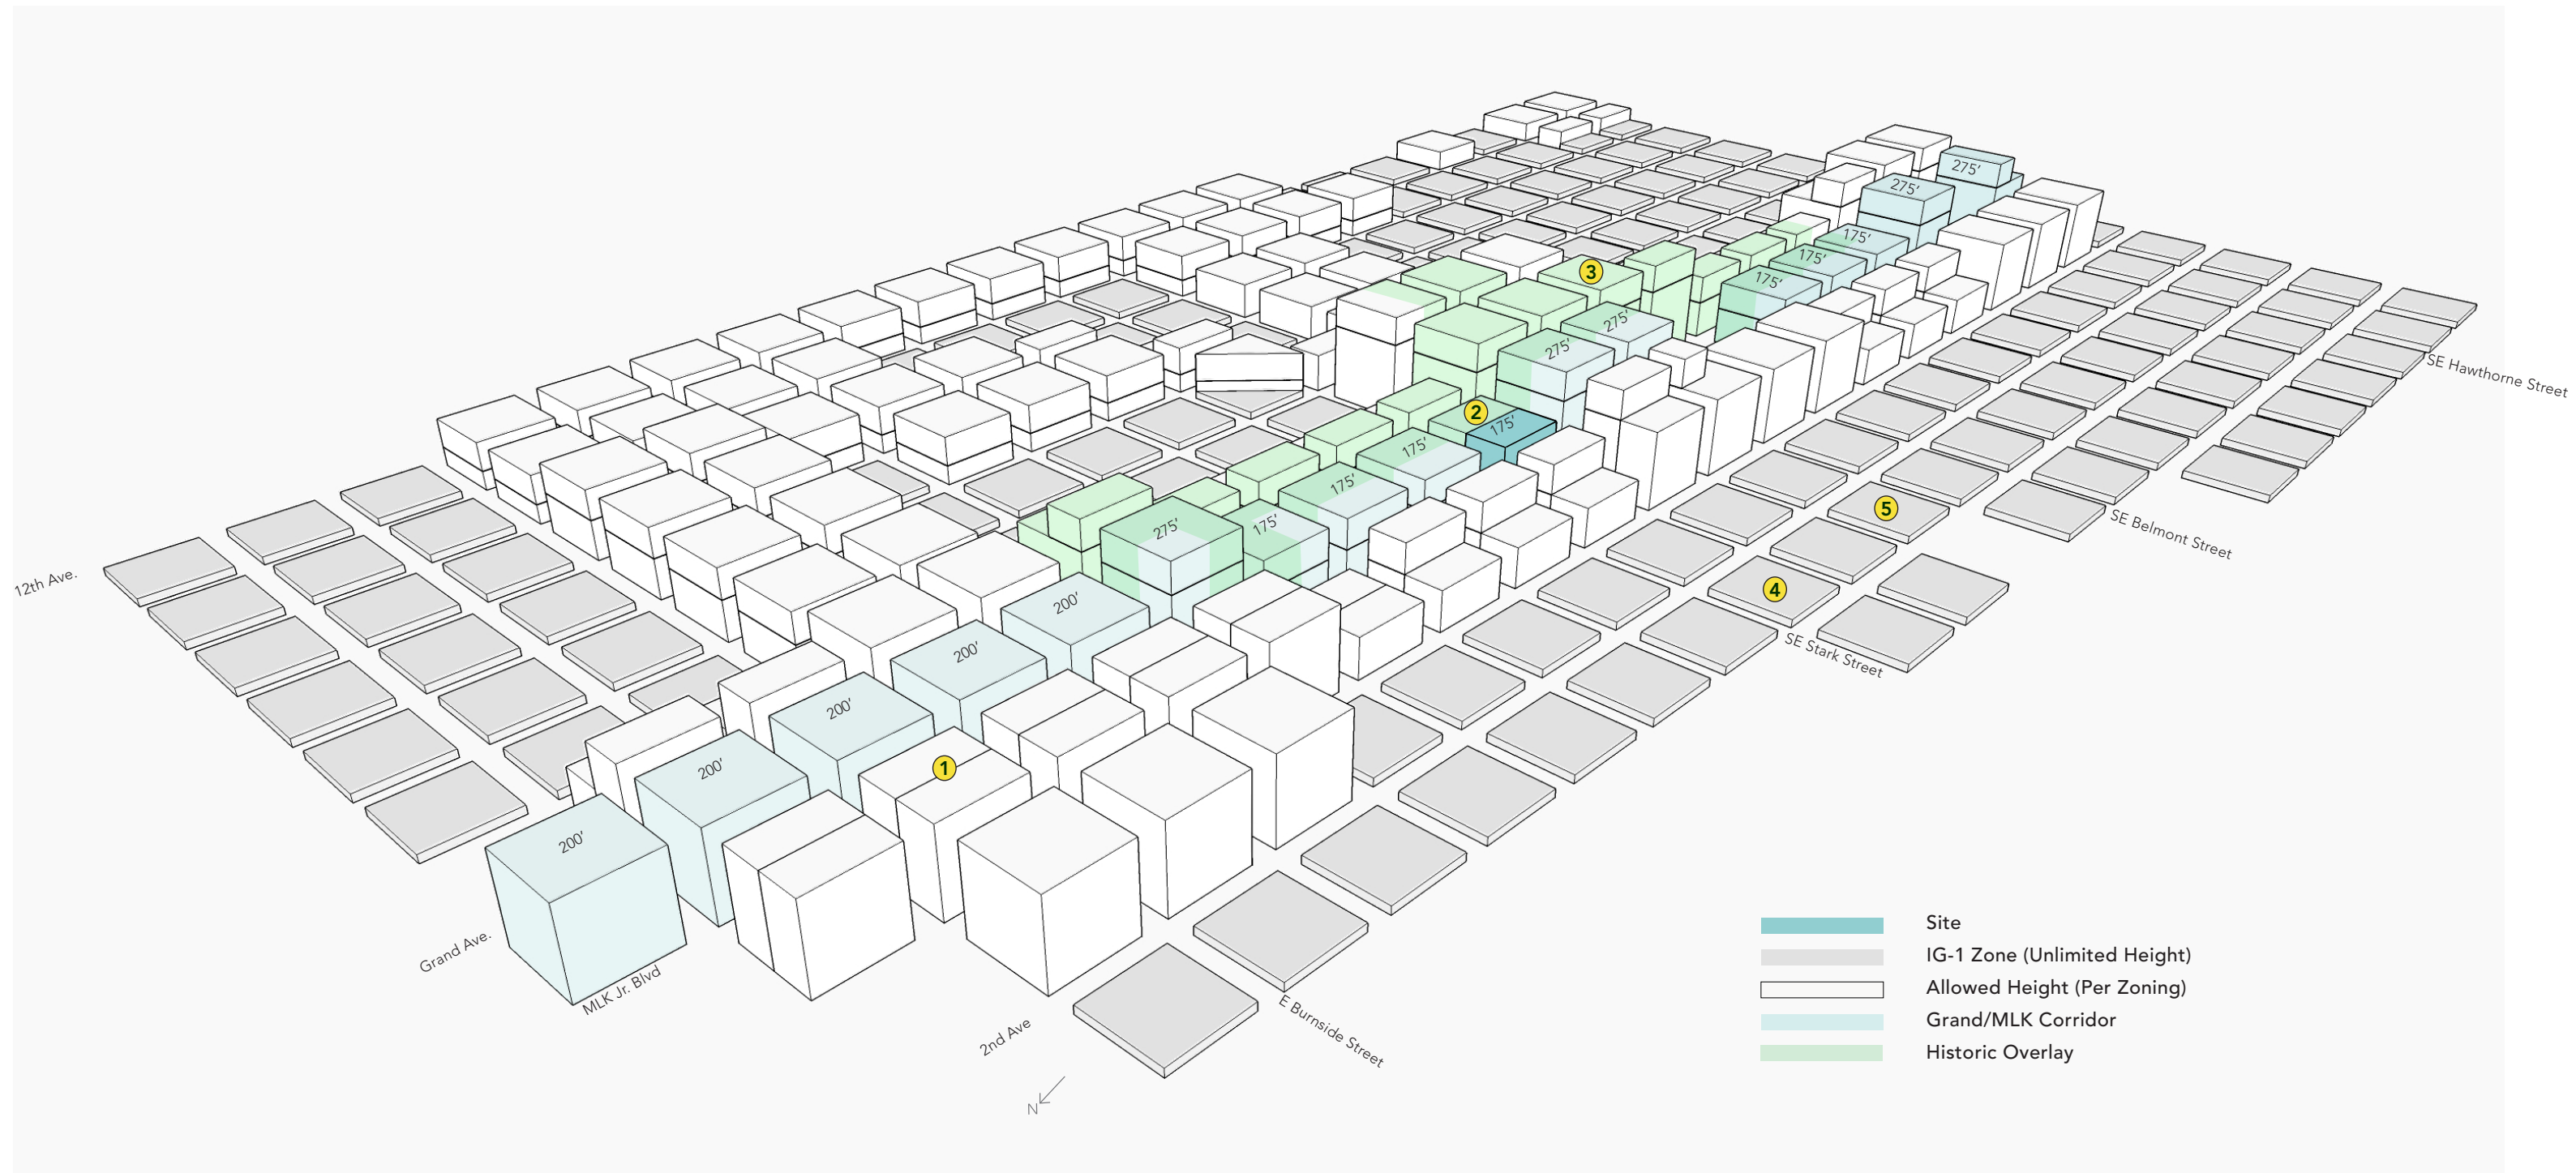 275'
275'
175'
175'
175'
3
275'
275'
2
175'
175'
175'
275'
175'
200'
200'
200'
200'
200'
1
5
4
SE Hawthorne Street
SE Belmont Street
SE Stark Street
12th Ave.
Grand Ave.
MLK Jr. Blvd
2nd Ave
E Burnside Street
N
Site
IG-1 Zone (Unlimited Height)
Allowed Height (Per Zoning)
Grand/MLK Corridor
Historic Overlay